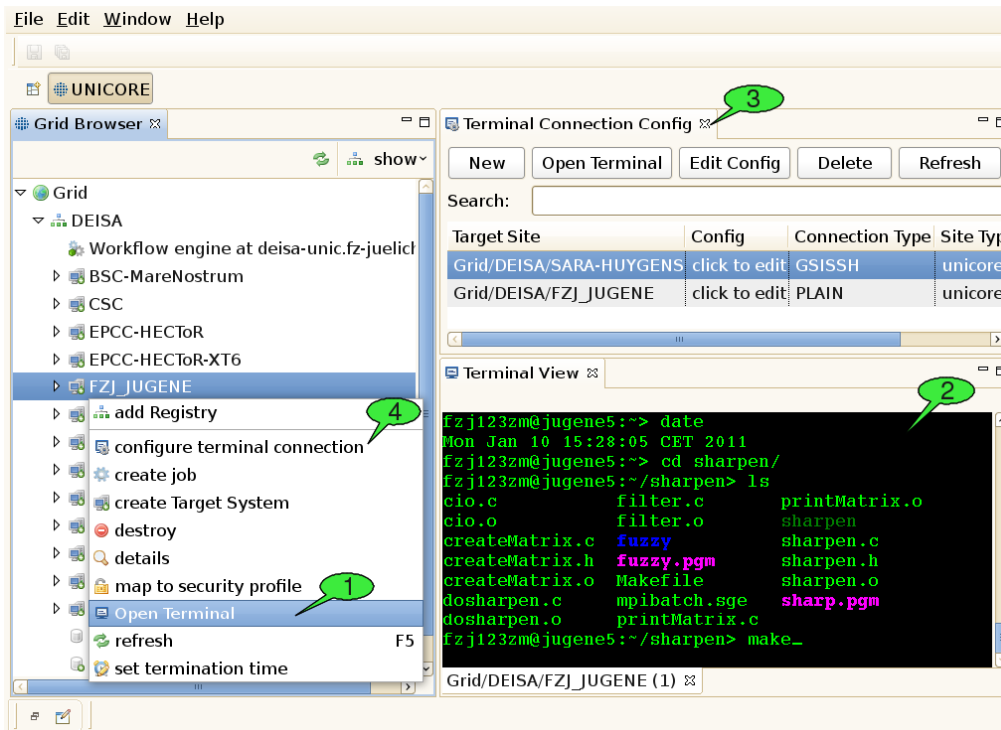 File Edit Window Help
UNICORE
Grid Browser
show
Grid
DEISA
Workflow engine at deisa-unic.fz-juelich
BSC-MareNostrum
CSC
EPCC-HECToR
EPCC-HECToR-XT6
FZJ_JUGENE
add Registry
4
configure terminal connection
create job
create Target System
destroy
details
map to security profile
1
Open Terminal
refresh F5
set termination time
3
Terminal Connection Config
New Open Terminal Edit Config Delete Refresh
Search:
Target Site Config Connection Type Site Typ
Grid/DEISA/SARA-HUYGENS click to edit GSISSH unicore
Grid/DEISA/FZJ_JUGENE click to edit PLAIN unicore
Terminal View
2
fzj123zm@jugene5:~> date
Mon Jan 10 15:28:05 CET 2011
fzj123zm@jugene5:~> cd sharpen/
fzj123zm@jugene5:~/sharpen> ls
cio.c filter.c printMatrix.o
cio.o filter.o sharpen
createMatrix.c fuzzy sharpen.c
createMatrix.h fuzzy.pgm sharpen.h
createMatrix.o Makefile sharpen.o
dosharpen.c mpibatch.sge sharp.pgm
dosharpen.o printMatrix.c
fzj123zm@jugene5:~/sharpen> make_
Grid/DEISA/FZJ_JUGENE (1)